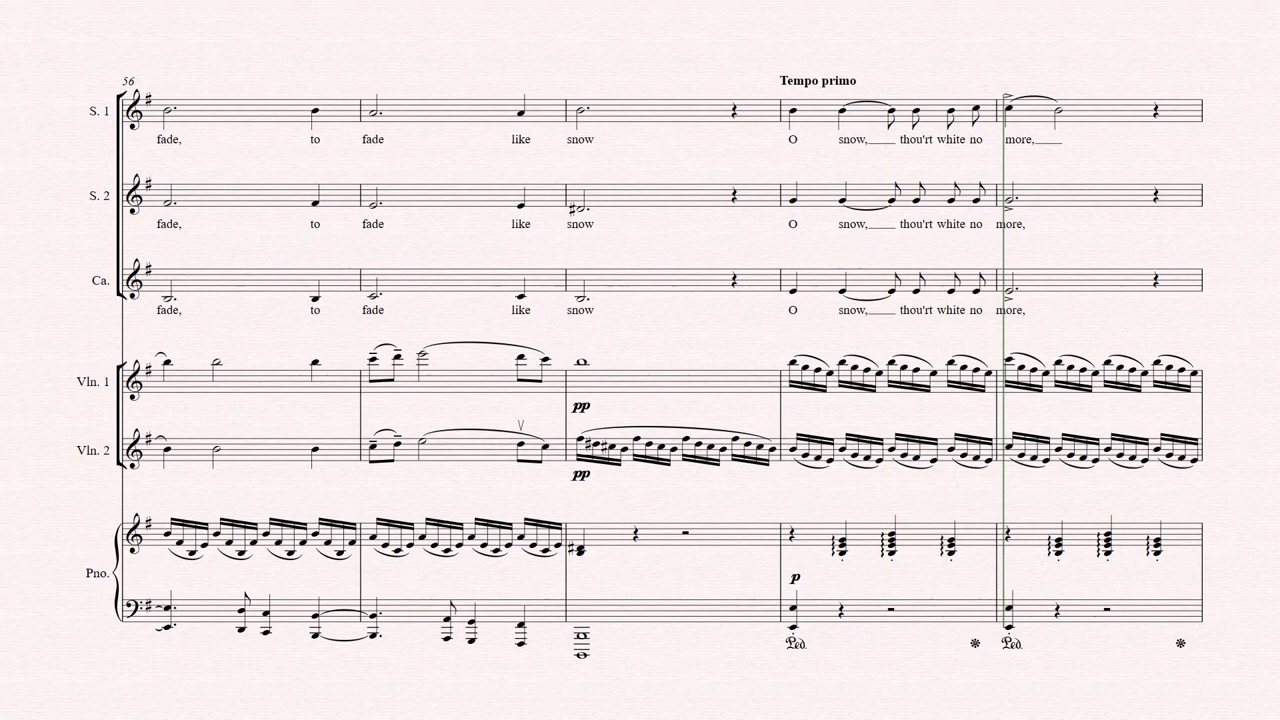 56
Tempo primo
S. 1
fade, to fade like snow O snow, thou'rt white no more,
S. 2
fade, to fade like snow O snow, thou'rt white no more,
Ca.
fade, to fade like snow O snow, thou'rt white no more,
Vln. 1
pp
Vln. 2
pp
Pno.
p
Ped. Ped.